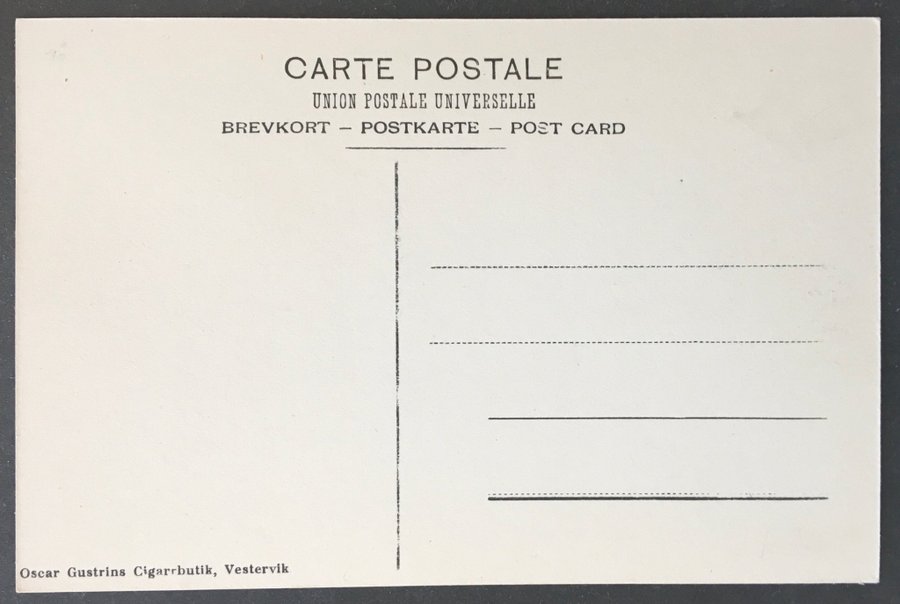 CARTE POSTALE
UNION POSTALE UNIVERSELLE
BREVKORT – POSTKARTE – POST CARD
Oscar Gustrins Cigarrbutik, Vestervik